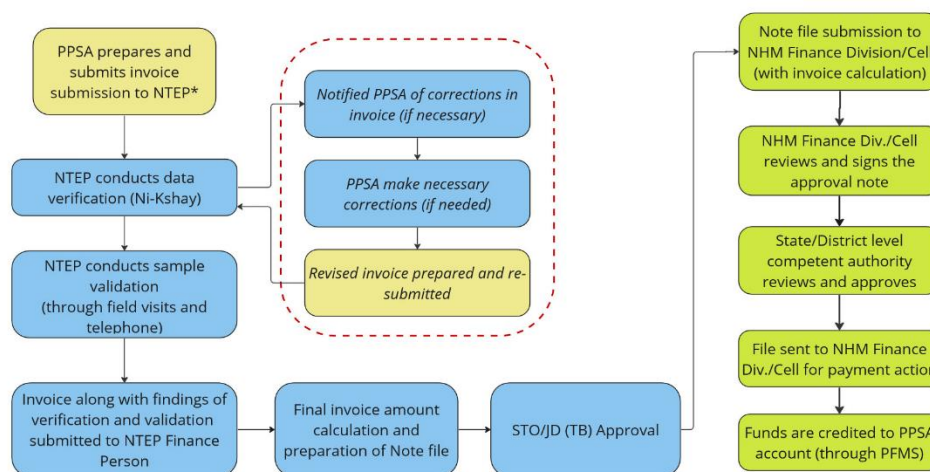 PPSA prepares and
submits invoice
submission to NTEP*
NTEP conducts data
verification (Ni-Kshay)
NTEP conducts sample
validation
(through field visits and
telephone)
Invoice along with findings of
verification and validation
submitted to NTEP Finance
Person
Notified PPSA of corrections in
invoice (if necessary)
PPSA make necessary
corrections (if needed)
Revised invoice prepared and re-
submitted
Final invoice amount
calculation and
preparation of Note file
STO/JD (TB) Approval
Note file submission to
NHM Finance Division/Cell
(with invoice calculation)
NHM Finance Div./Cell
reviews and signs the
approval note
State/District level
competent authority
reviews and approves
File sent to NHM Finance
Div./Cell for payment action
Funds are credited to PPSA
account (through PFMS)